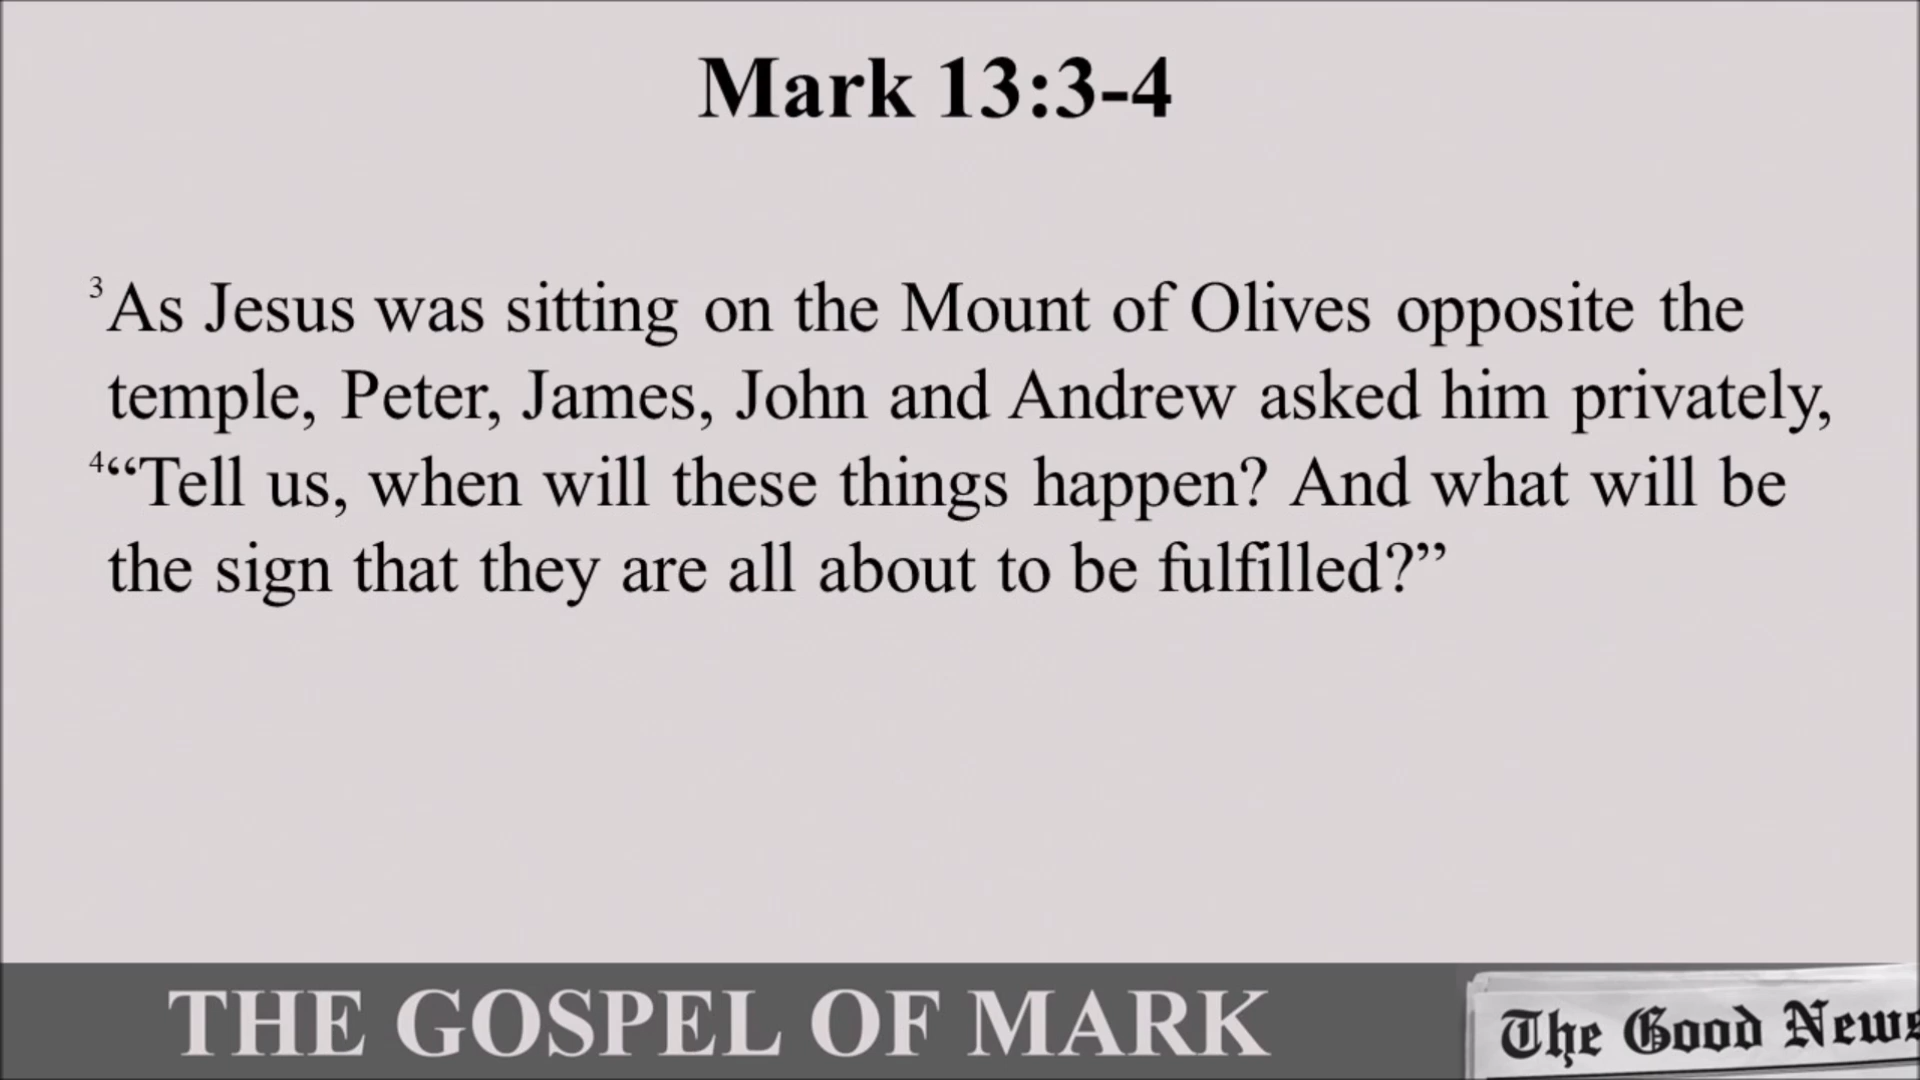 Mark 13:3-4
³As Jesus was sitting on the Mount of Olives opposite the
temple, Peter, James, John and Andrew asked him privately,
⁴“Tell us, when will these things happen? And what will be
the sign that they are all about to be fulfilled?”
THE GOSPEL OF MARK
The Good News